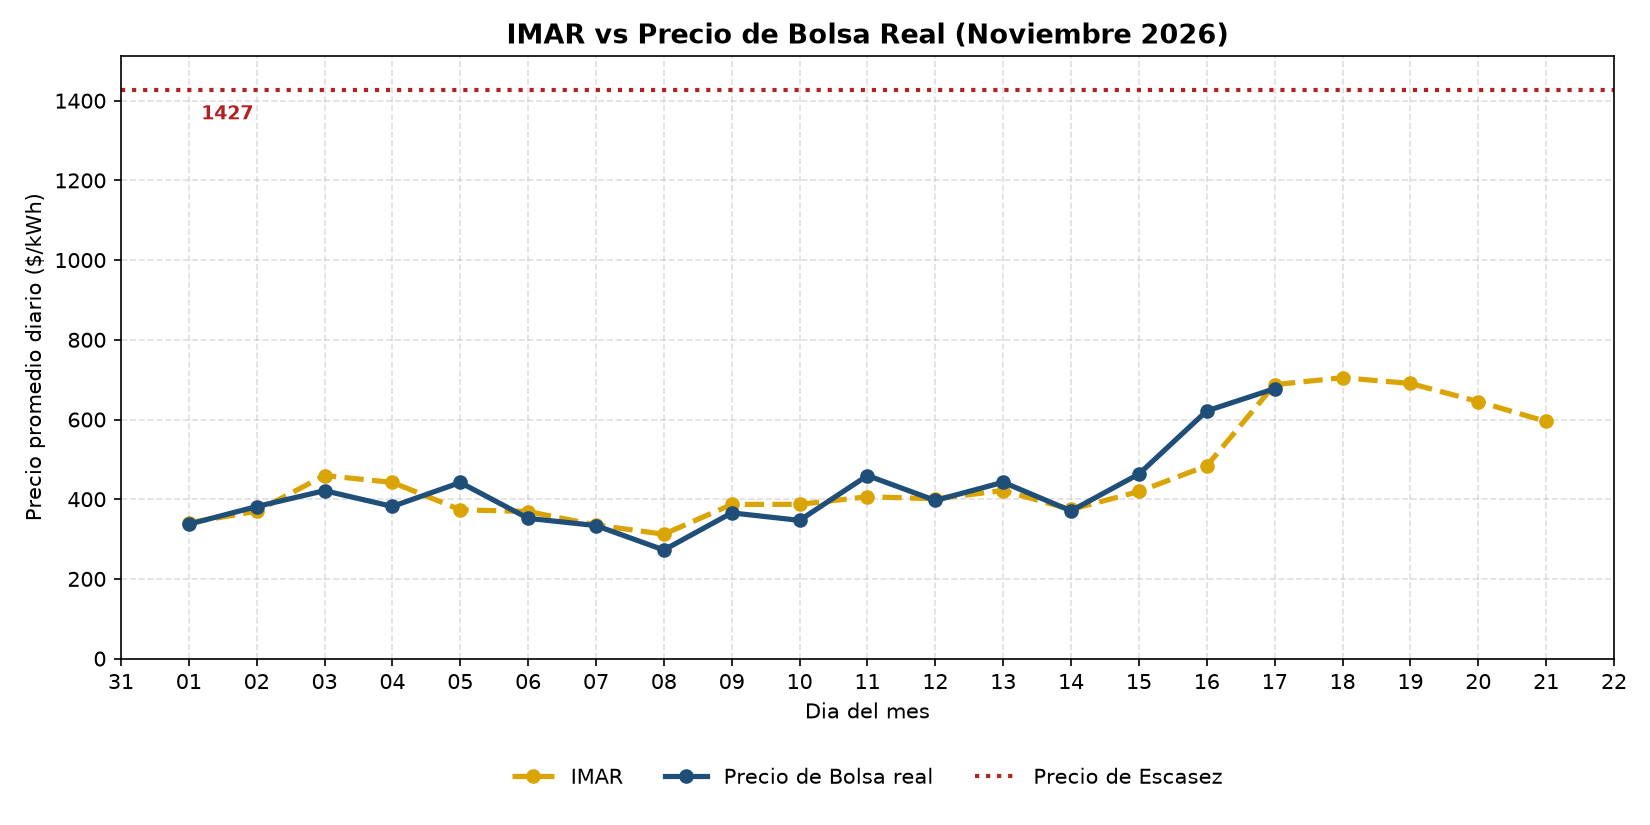 IMAR vs Precio de Bolsa Real (Noviembre 2026)
Precio promedio diario ($/kWh)
1400
1200
1000
800
600
400
200
0
1427
31 01 02 03 04 05 06 07 08 09 10 11 12 13 14 15 16 17 18 19 20 21 22
Dia del mes
IMAR Precio de Bolsa real Precio de Escasez